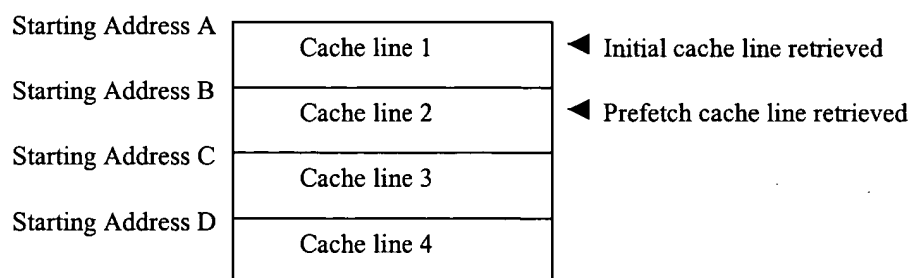 Starting Address A
Cache line 1
Initial cache line retrieved
Starting Address B
Cache line 2
Prefetch cache line retrieved
Starting Address C
Cache line 3
Starting Address D
Cache line 4